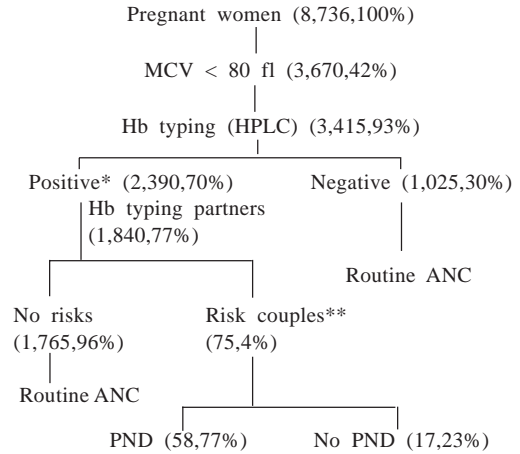 Pregnant women (8,736,100%)
MCV < 80 fl (3,670,42%)
Hb typing (HPLC) (3,415,93%)
Positive* (2,390,70%)
Negative (1,025,30%)
Hb typing partners
(1,840,77%)
Routine ANC
No risks
(1,765,96%)
Risk couples**
(75,4%)
Routine ANC
PND (58,77%)
No PND (17,23%)